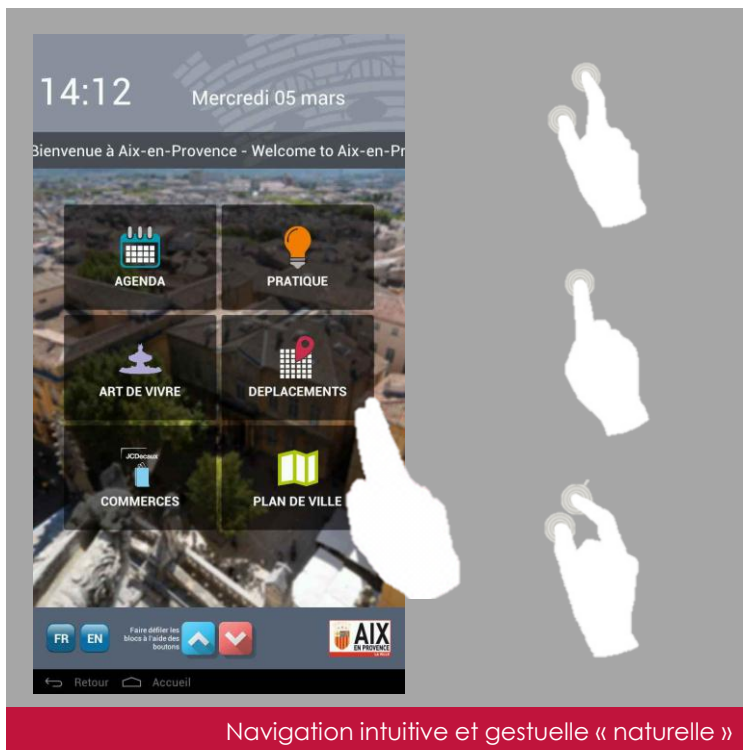 14:12
Mercredi 05 mars
Bienvenue à Aix-en-Provence - Welcome to Aix-en-Pr
AGENDA
PRATIQUE
ART DE VIVRE
DEPLACEMENTS
JCDecaux
COMMERCES
PLAN DE VILLE
FR
EN
Faire défiler les
blocs à l'aide des
boutons
AIX
EN PROVENCE
LA VILLE
Retour
Accueil
Navigation intuitive et gestuelle « naturelle »